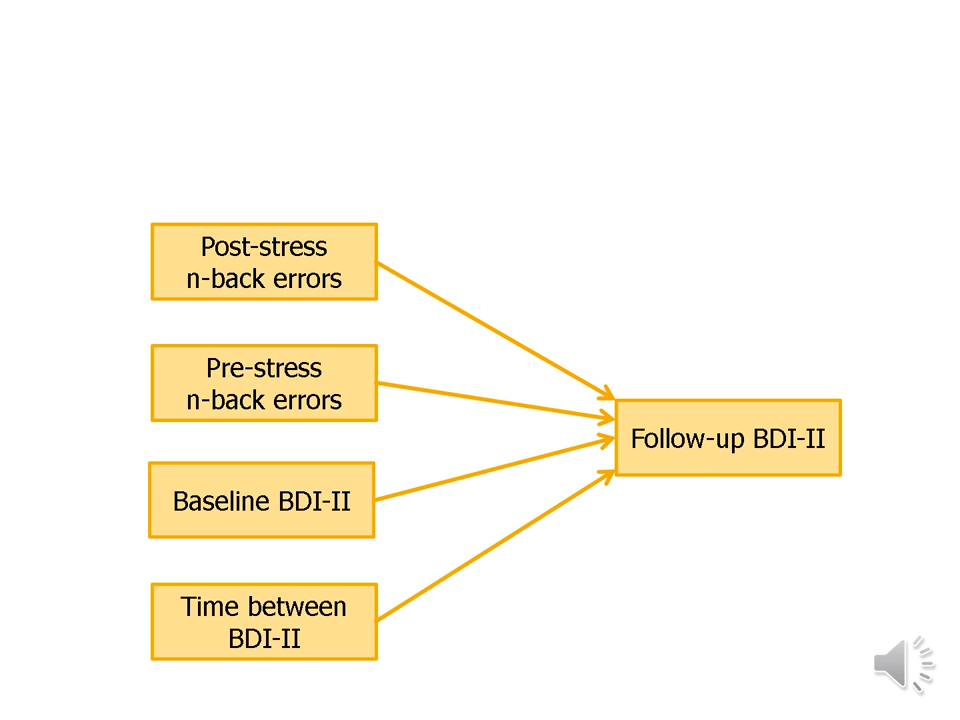 Post-stress
n-back errors
Pre-stress
n-back errors
Follow-up BDI-II
Baseline BDI-II
Time between
BDI-II